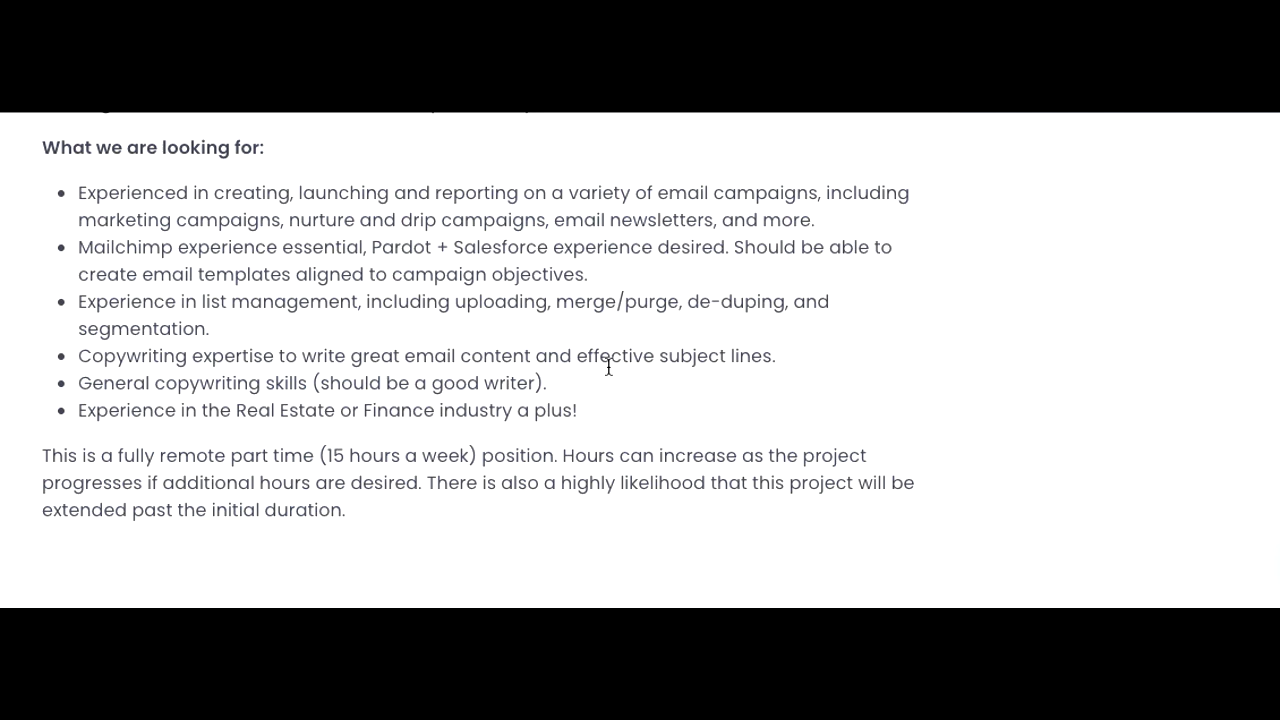 What we are looking for:
• Experienced in creating, launching and reporting on a variety of email campaigns, including
marketing campaigns, nurture and drip campaigns, email newsletters, and more.
• Mailchimp experience essential, Pardot + Salesforce experience desired. Should be able to
create email templates aligned to campaign objectives.
• Experience in list management, including uploading, merge/purge, de-duping, and
segmentation.
• Copywriting expertise to write great email content and effective subject lines.
• General copywriting skills (should be a good writer).
• Experience in the Real Estate or Finance industry a plus!
This is a fully remote part time (15 hours a week) position. Hours can increase as the project
progresses if additional hours are desired. There is also a highly likelihood that this project will be
extended past the initial duration.